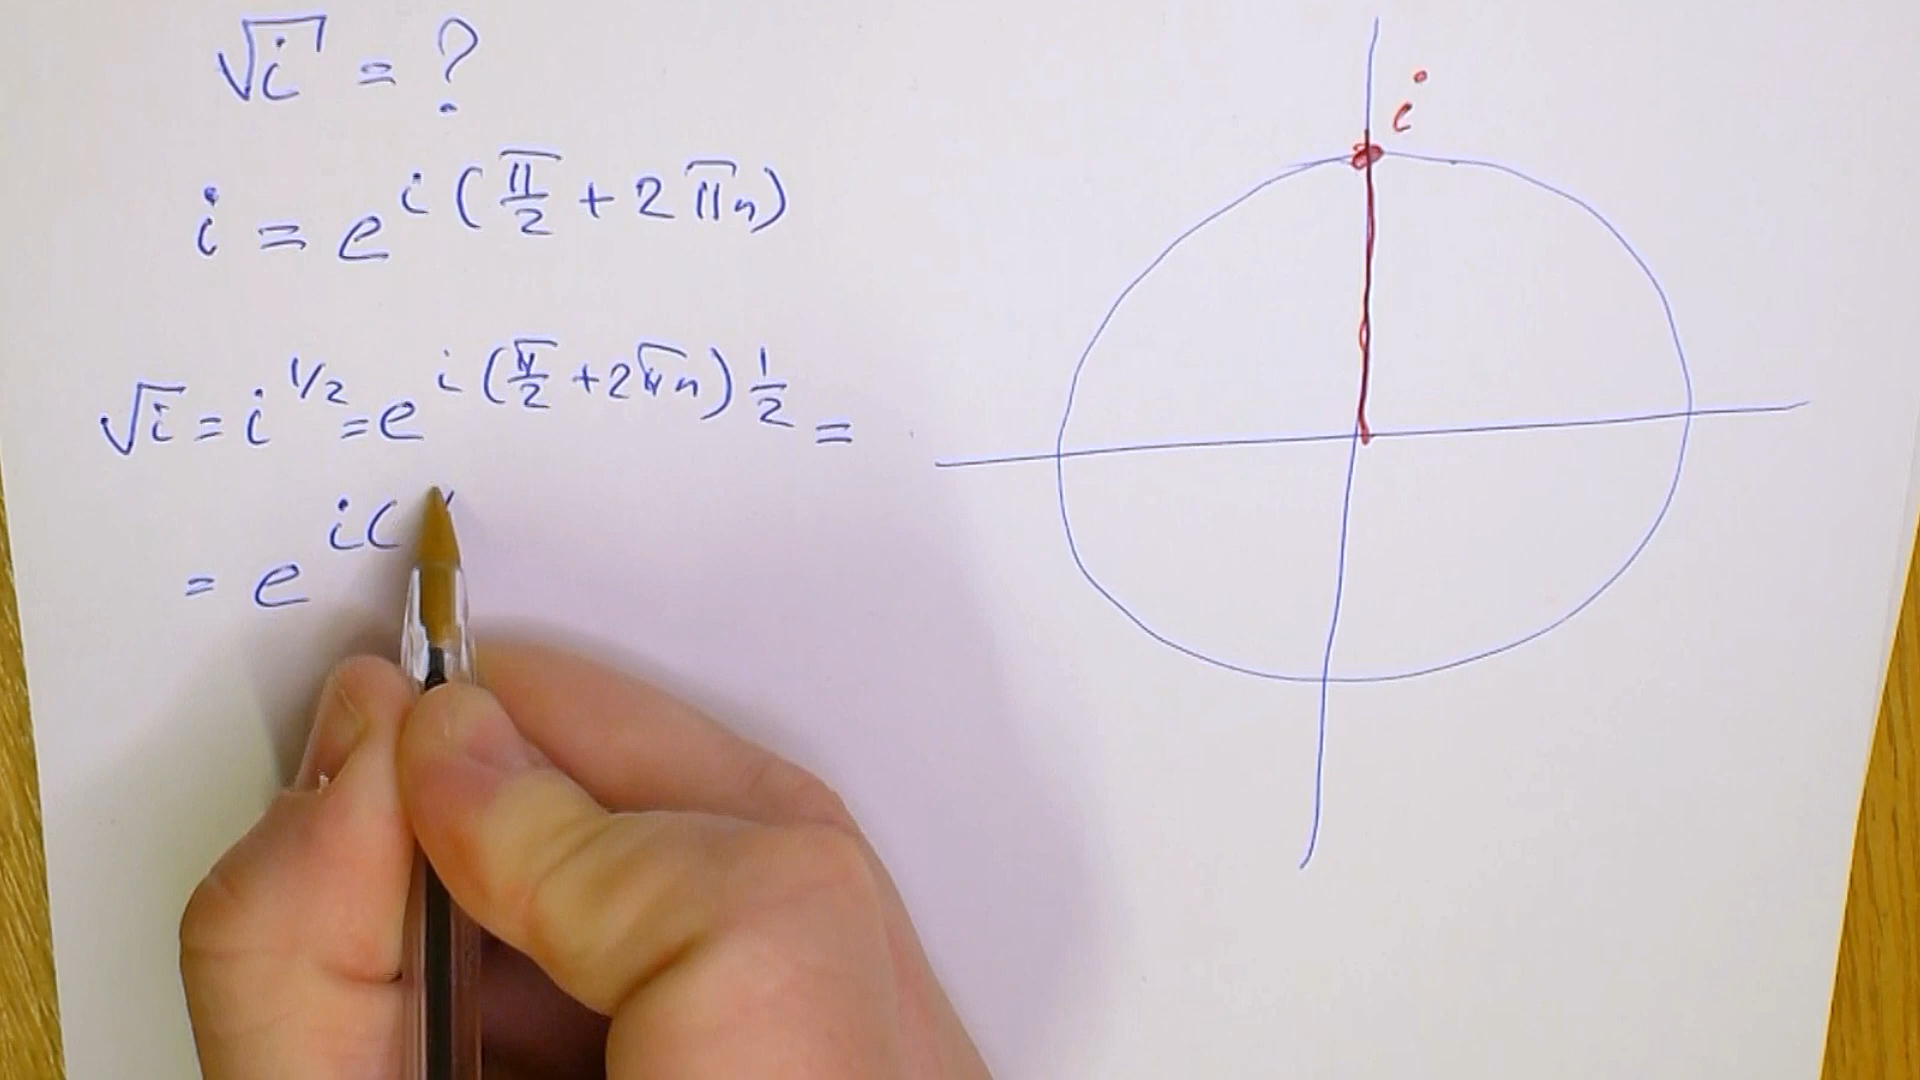 √i = ?
i = e^{i(π/2 + 2πn)}
√i = i^{1/2} = e^{i(π/2 + 2πn) 1/2} =
= e^{i(
i